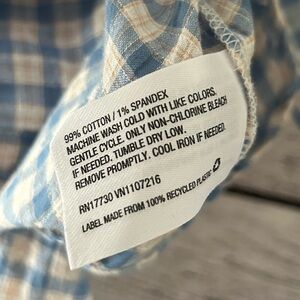 99% COTTON / 1% SPANDEX
MACHINE WASH COLD WITH LIKE COLORS.
GENTLE CYCLE. ONLY NON-CHLORINE BLEACH
IF NEEDED. TUMBLE DRY LOW.
REMOVE PROMPTLY. COOL IRON IF NEEDED.
RN17730 VN1107216
LABEL MADE FROM 100% RECYCLED PLASTIC